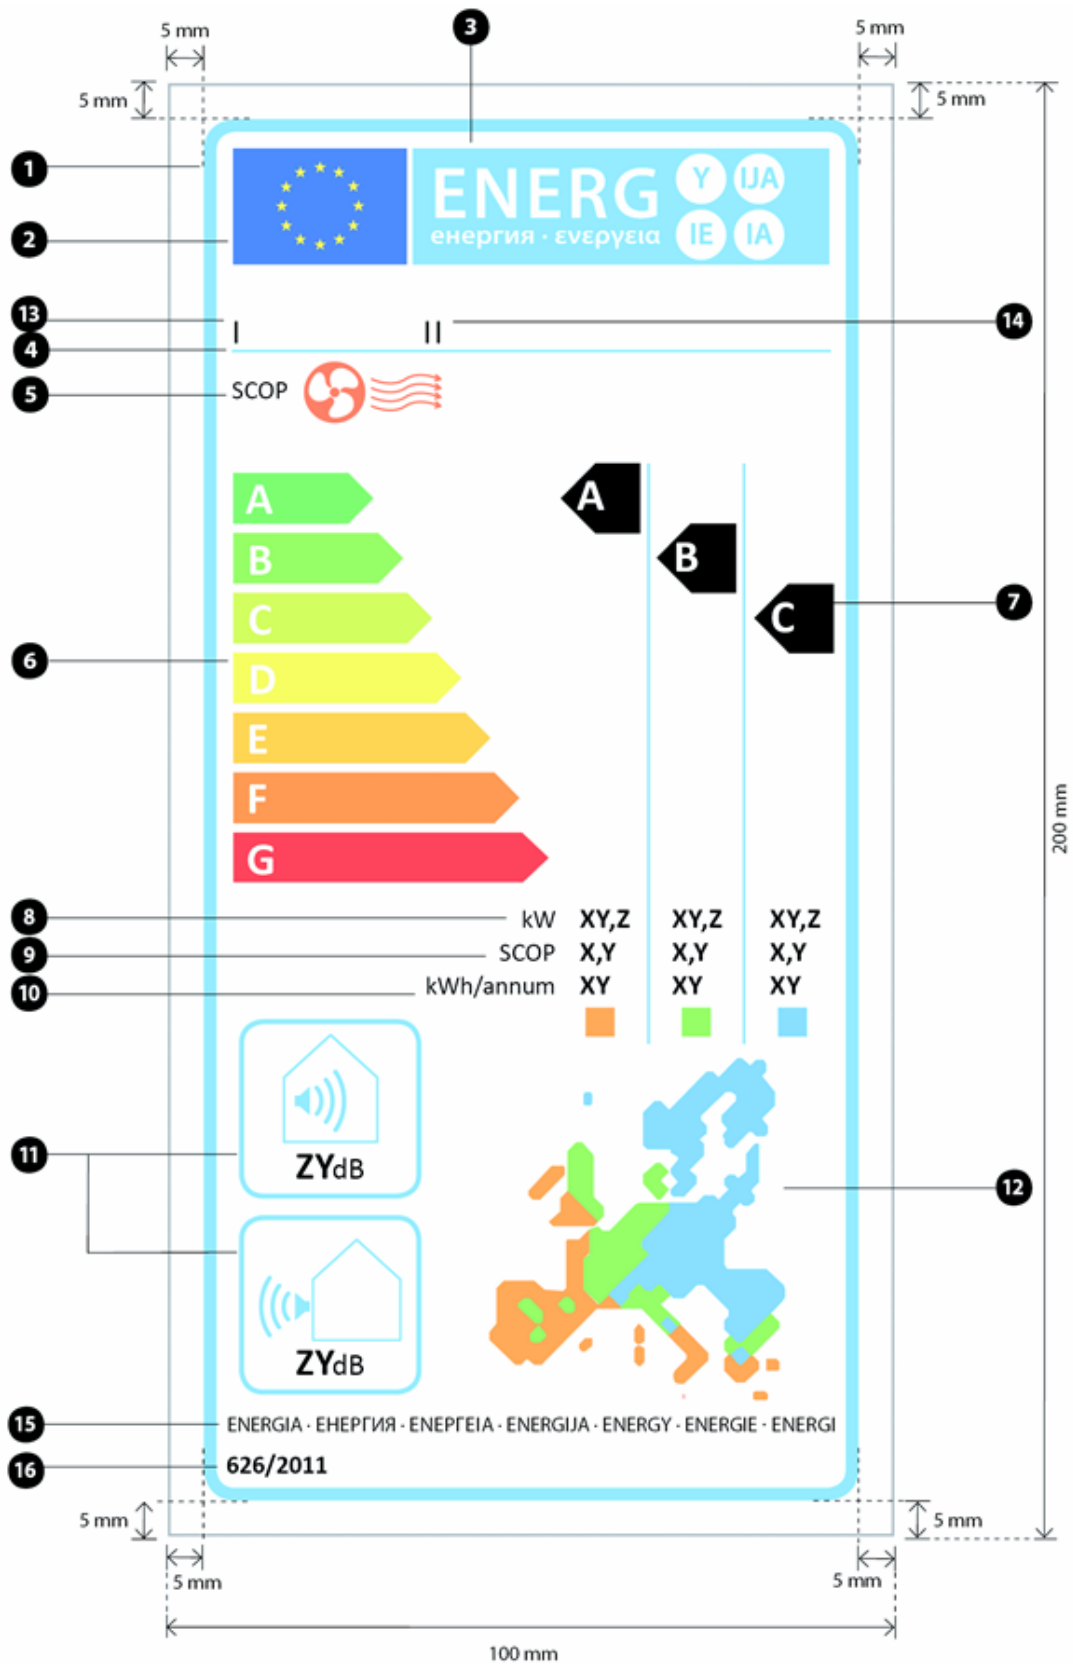 5 mm 3 5 mm
5 mm 5 mm
1
ENERG Y IJA
2 енергия · ενεργεια IE IA
13 I II 14
4
5 SCOP
A A
B B
C C 7
6 D
E
F
200 mm
G
8 kW XY,Z XY,Z XY,Z
9 SCOP X,Y X,Y X,Y
10 kWh/annum XY XY XY
11 ZYdB
12
ZYdB
15 ENERGIA · ЕНЕРГИЯ · ΕΝΕΡΓΕΙΑ · ENERGIJA · ENERGY · ENERGIE · ENERGI
16 626/2011
5 mm 5 mm
5 mm 5 mm
100 mm